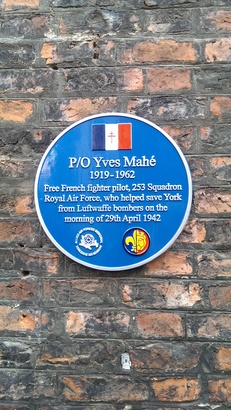 P/O Yves Mahé
1919-1962
Free French fighter pilot, 253 Squadron
Royal Air Force, who helped save York
from Luftwaffe bombers on the
morning of 29th April 1942